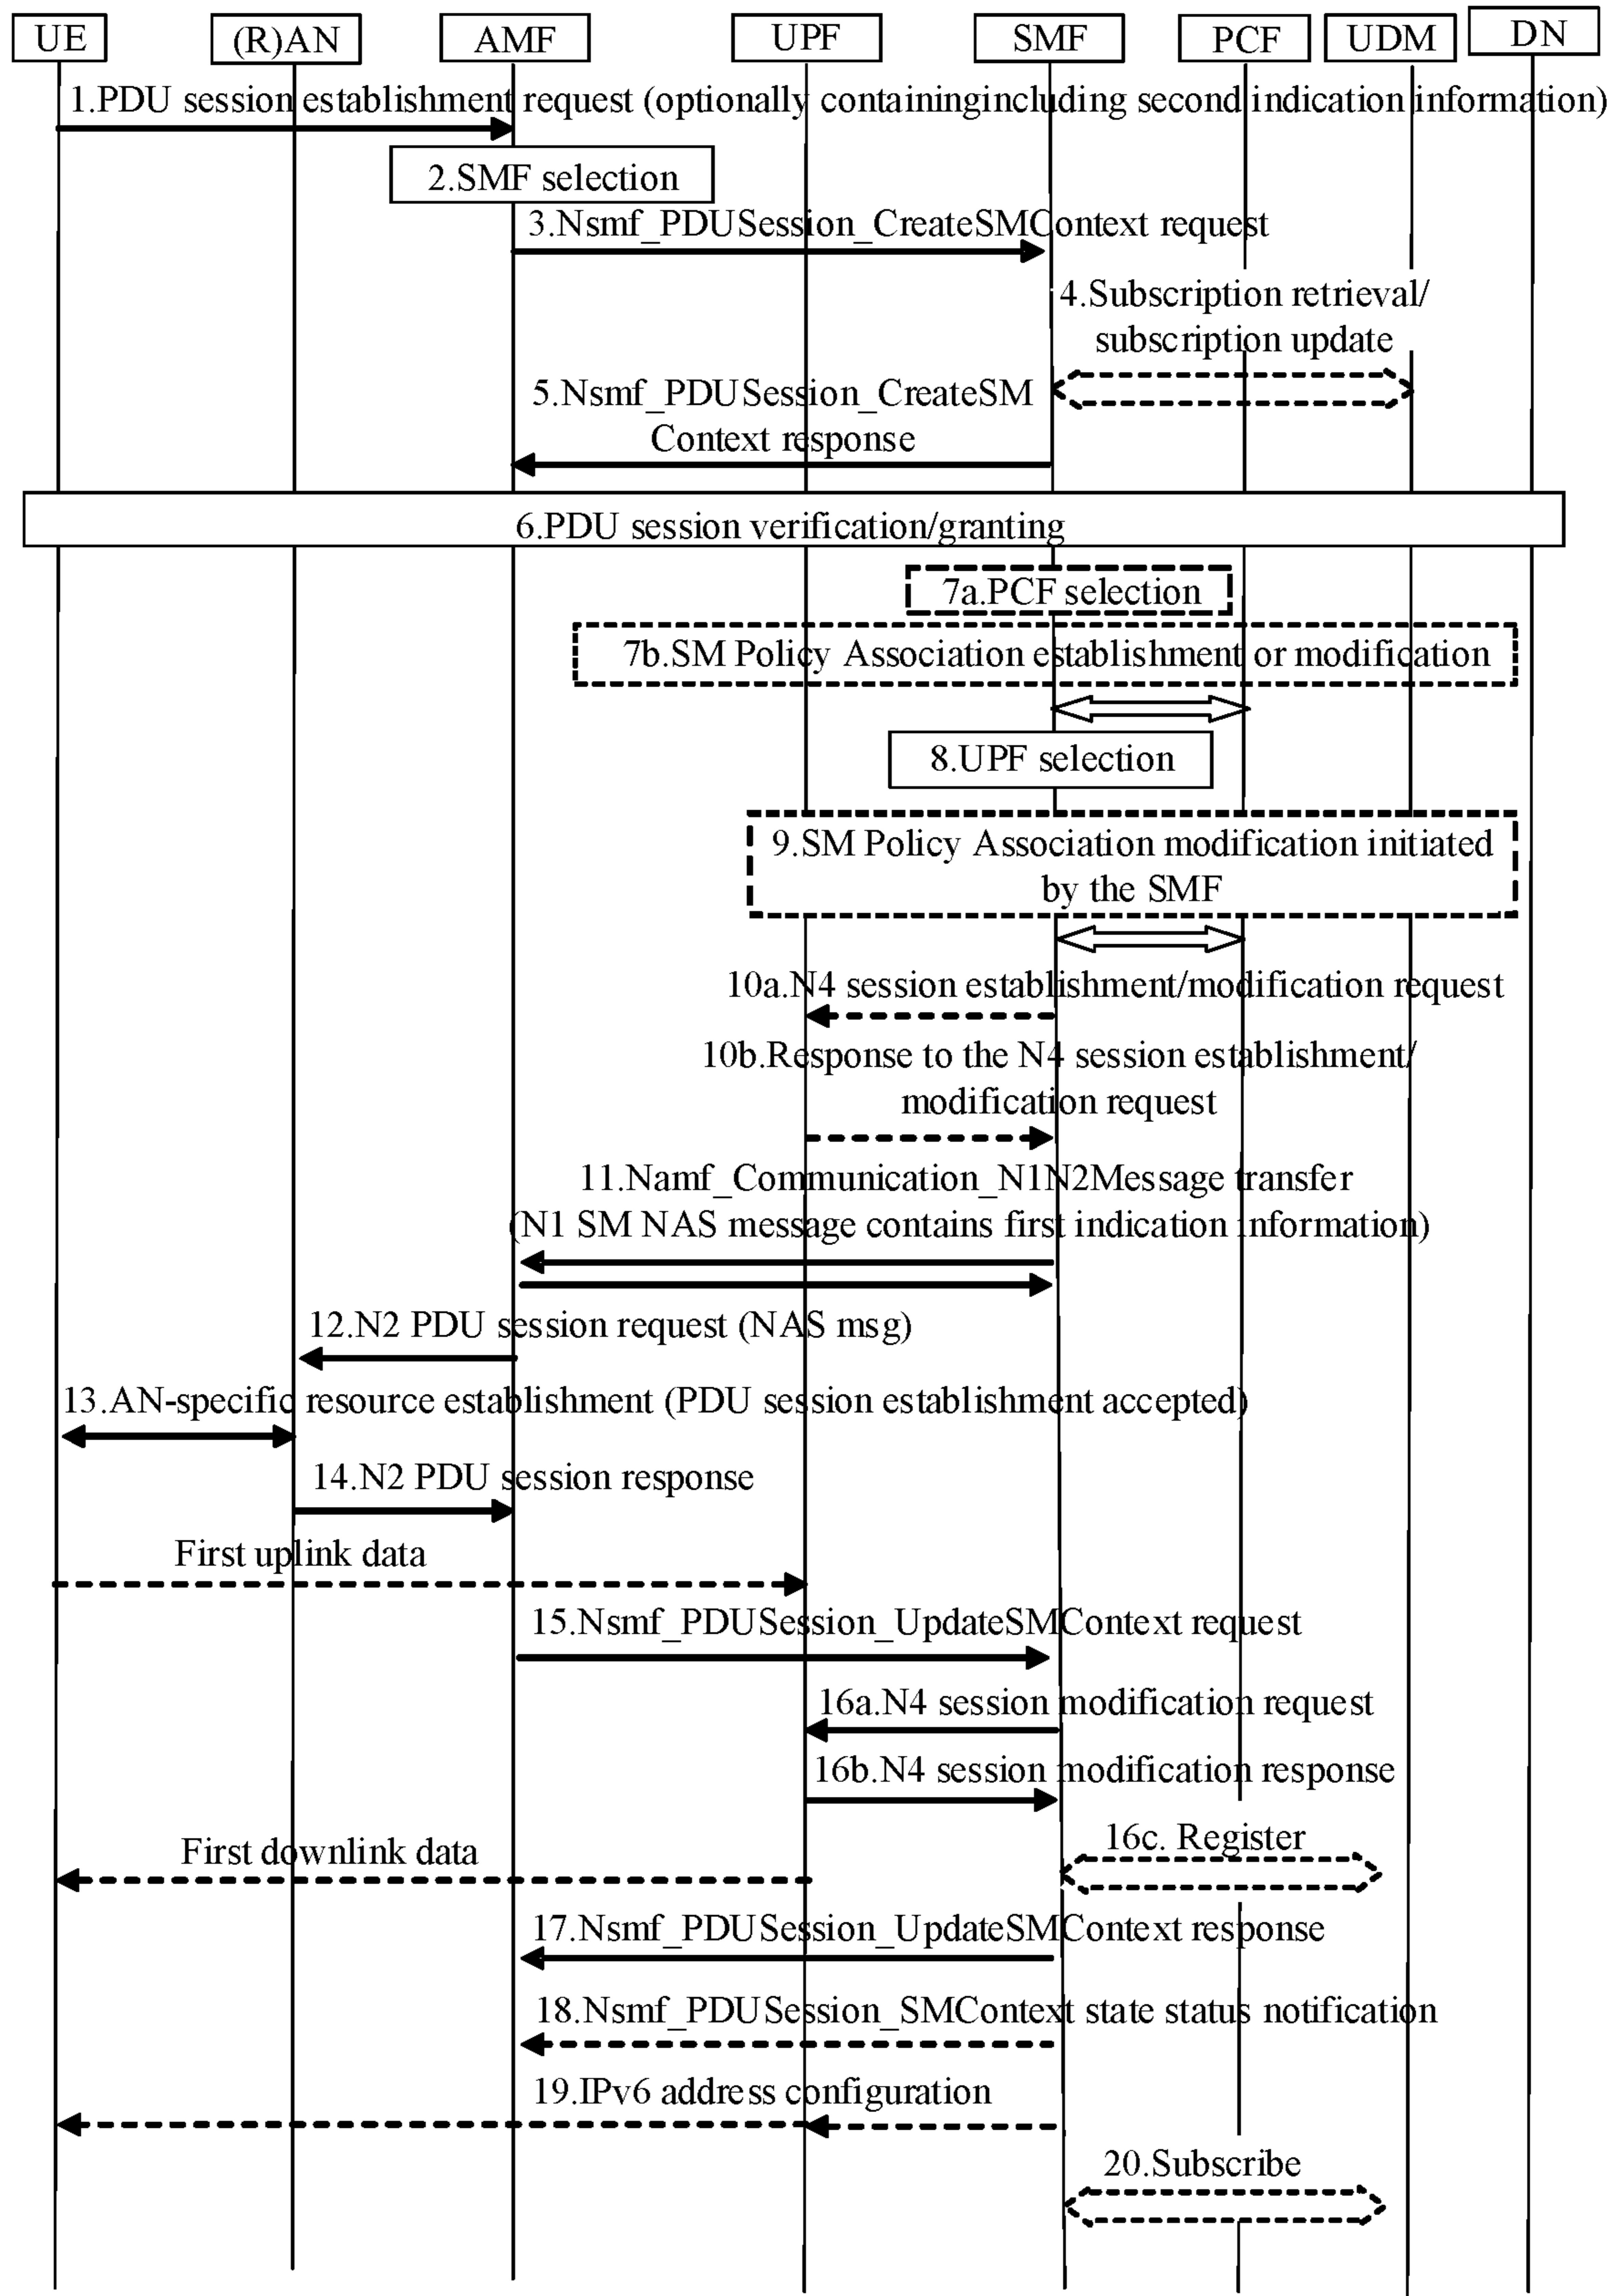 UE
(R)AN
AMF
UPF
SMF
PCF
UDM
DN
1.PDU session establishment request (optionally containingincluding second indication information)
2.SMF selection
3.Nsmf_PDUSession_CreateSMContext request
4.Subscription retrieval/
subscription update
5.Nsmf_PDUSession_CreateSM
Context response
6.PDU session verification/granting
7a.PCF selection
7b.SM Policy Association establishment or modification
8.UPF selection
9.SM Policy Association modification initiated
by the SMF
10a.N4 session establishment/modification request
10b.Response to the N4 session establishment/
modification request
11.Namf_Communication_N1N2Message transfer
(N1 SM NAS message contains first indication information)
12.N2 PDU session request (NAS msg)
13.AN-specific resource establishment (PDU session establishment accepted)
14.N2 PDU session response
First uplink data
15.Nsmf_PDUSession_UpdateSMContext request
16a.N4 session modification request
16b.N4 session modification response
16c. Register
First downlink data
17.Nsmf_PDUSession_UpdateSMContext response
18.Nsmf_PDUSession_SMContext state status notification
19.IPv6 address configuration
20.Subscribe